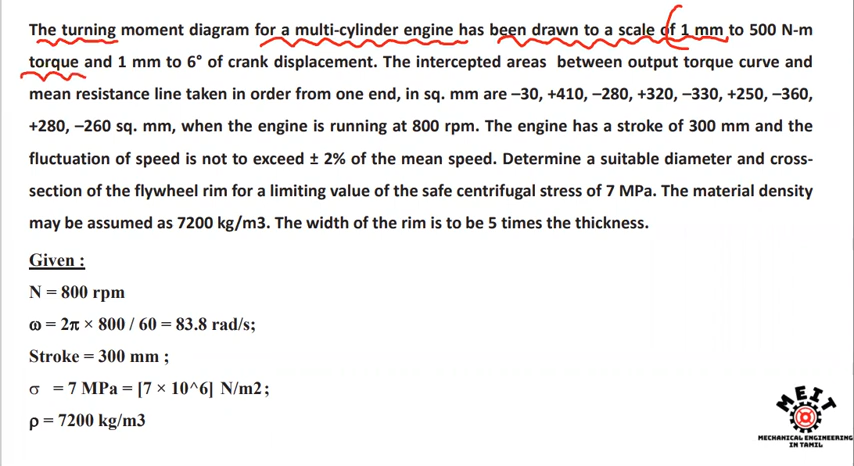 The turning moment diagram for a multi-cylinder engine has been drawn to a scale of 1 mm to 500 N-m
torque and 1 mm to 6° of crank displacement. The intercepted areas between output torque curve and
mean resistance line taken in order from one end, in sq. mm are –30, +410, –280, +320, –330, +250, –360,
+280, –260 sq. mm, when the engine is running at 800 rpm. The engine has a stroke of 300 mm and the
fluctuation of speed is not to exceed ± 2% of the mean speed. Determine a suitable diameter and cross-
section of the flywheel rim for a limiting value of the safe centrifugal stress of 7 MPa. The material density
may be assumed as 7200 kg/m3. The width of the rim is to be 5 times the thickness.
Given :
N = 800 rpm
ω = 2π × 800 / 60 = 83.8 rad/s;
Stroke = 300 mm ;
σ = 7 MPa = [7 × 10^6] N/m2;
ρ = 7200 kg/m3
MEIT
MECHANICAL ENGINEERING
IN TAMIL